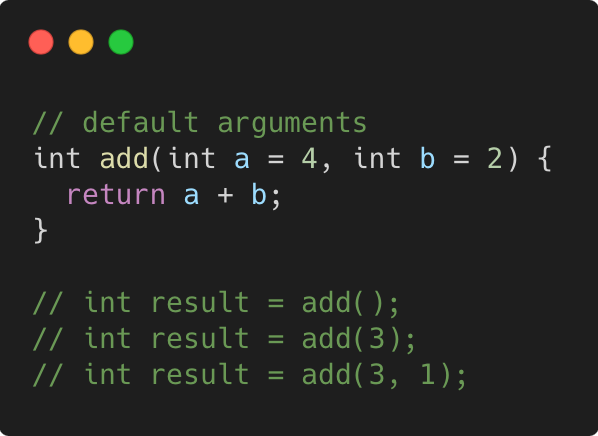 // default arguments
int add(int a = 4, int b = 2) {
  return a + b;
}

// int result = add();
// int result = add(3);
// int result = add(3, 1);